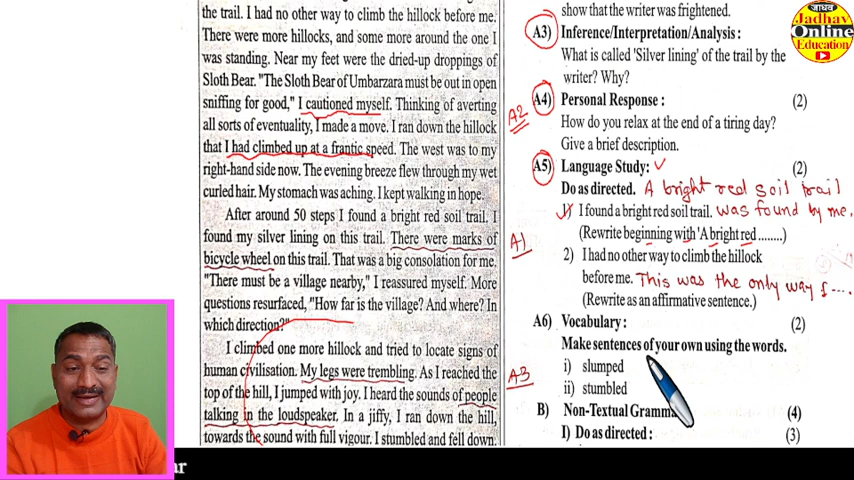 the trail. I had no other way to climb the hillock before me.
There were more hillocks, and some more around the one I
was standing. Near my feet were the dried-up droppings of
Sloth Bear. "The Sloth Bear of Umbarzara must be out in open
sniffing for good," I cautioned myself. Thinking of averting
all sorts of eventuality, I made a move. I ran down the hillock
that I had climbed up at a frantic speed. The west was to my
right-hand side now. The evening breeze flew through my wet
curled hair. My stomach was aching. I kept walking in hope.
After around 50 steps I found a bright red soil trail. I
found my silver lining on this trail. There were marks of
bicycle wheel on this trail. That was a big consolation for me.
"There must be a village nearby," I reassured myself. More
questions resurfaced, "How far is the village? And where? In
which direction?"
I climbed one more hillock and tried to locate signs of
human civilisation. My legs were trembling. As I reached the
top of the hill, I jumped with joy. I heard the sounds of people
talking in the loudspeaker. In a jiffy, I ran down the hill,
towards the sound with full vigour. I stumbled and fell down.
show that the writer was frightened.
A3) Inference/Interpretation/Analysis :
What is called 'Silver lining' of the trail by the
writer? Why?
A2
A4) Personal Response : (2)
How do you relax at the end of a tiring day?
Give a brief description.
A5) Language Study : (2)
Do as directed. A bright red soil trail
1) I found a bright red soil trail. was found by me.
A1
(Rewrite beginning with 'A bright red ........)
2) I had no other way to climb the hillock
before me. This was the only way
(Rewrite as an affirmative sentence.)
A6) Vocabulary : (2)
Make sentences of your own using the words.
A3
i) slumped
ii) stumbled
B) Non-Textual Gramma (4)
I) Do as directed : (3)
जाधव
Jadhav
Online
Education
ar